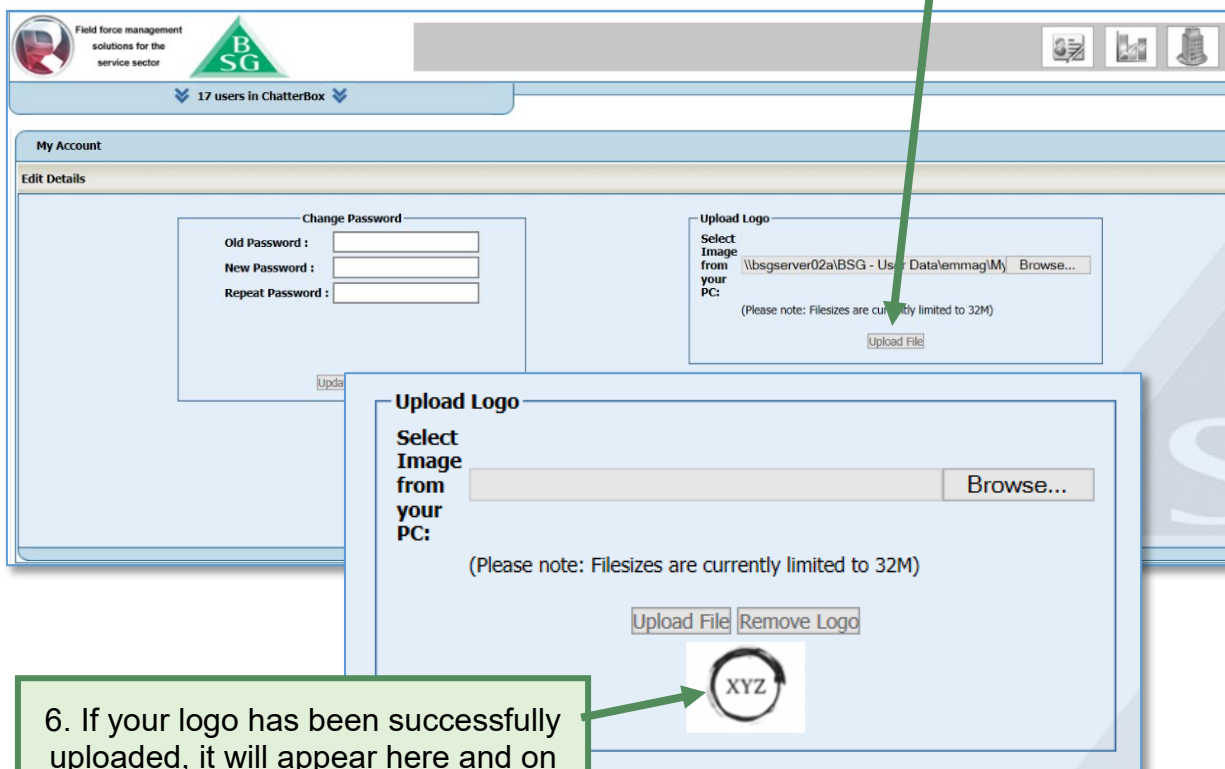 Field force management
solutions for the
service sector
B
SG
17 users in ChatterBox
My Account
Edit Details
Change Password
Old Password :
New Password :
Repeat Password :
Upload Logo
Select
Image
from
your
PC:
\\bsgserver02a\BSG - User Data\emmag\My Browse...
(Please note: Filesizes are currently limited to 32M)
Upload File
Upload Logo
Select
Image
from
your
PC:
Browse...
(Please note: Filesizes are currently limited to 32M)
Upload File Remove Logo
XYZ
6. If your logo has been successfully
uploaded, it will appear here and on